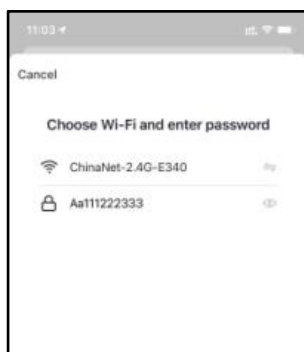 11:03
Cancel
Choose Wi-Fi and enter password
ChinaNet-2.4G-E340
Aa111222333